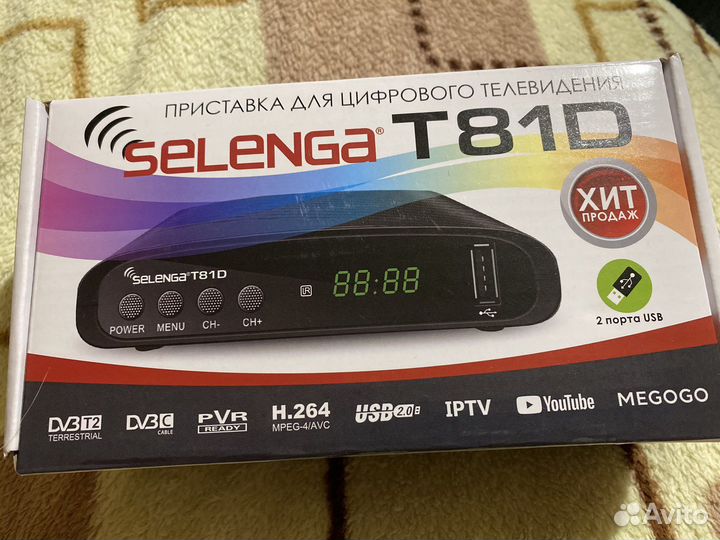 ПРИСТАВКА ДЛЯ ЦИФРОВОГО ТЕЛЕВИДЕНИЯ
SELENGA® T81D
ХИТ
ПРОДАЖ
SELENGA® T81D
88:88
POWER MENU CH- CH+
IR
2 порта USB
DVB T2
TERRESTRIAL
DVB C
CABLE
PVR
READY
H.264
MPEG-4/AVC
USB 2.0
IPTV
YouTube
MEGOGO
Avito